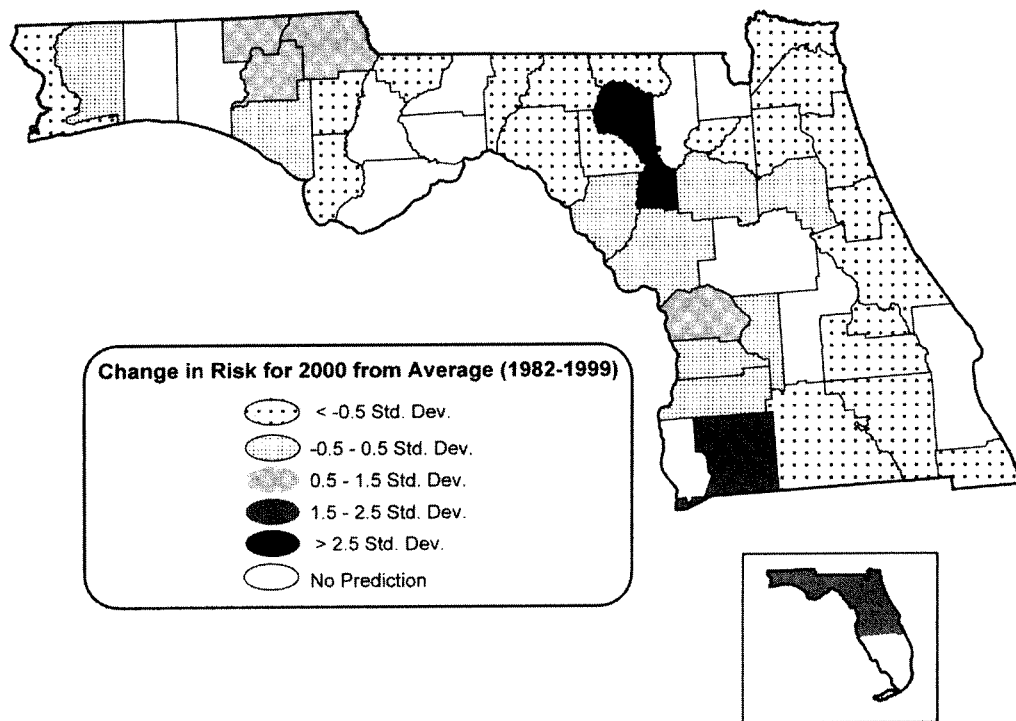 Change in Risk for 2000 from Average (1982-1999)
< -0.5 Std. Dev.
-0.5 - 0.5 Std. Dev.
0.5 - 1.5 Std. Dev.
1.5 - 2.5 Std. Dev.
> 2.5 Std. Dev.
No Prediction